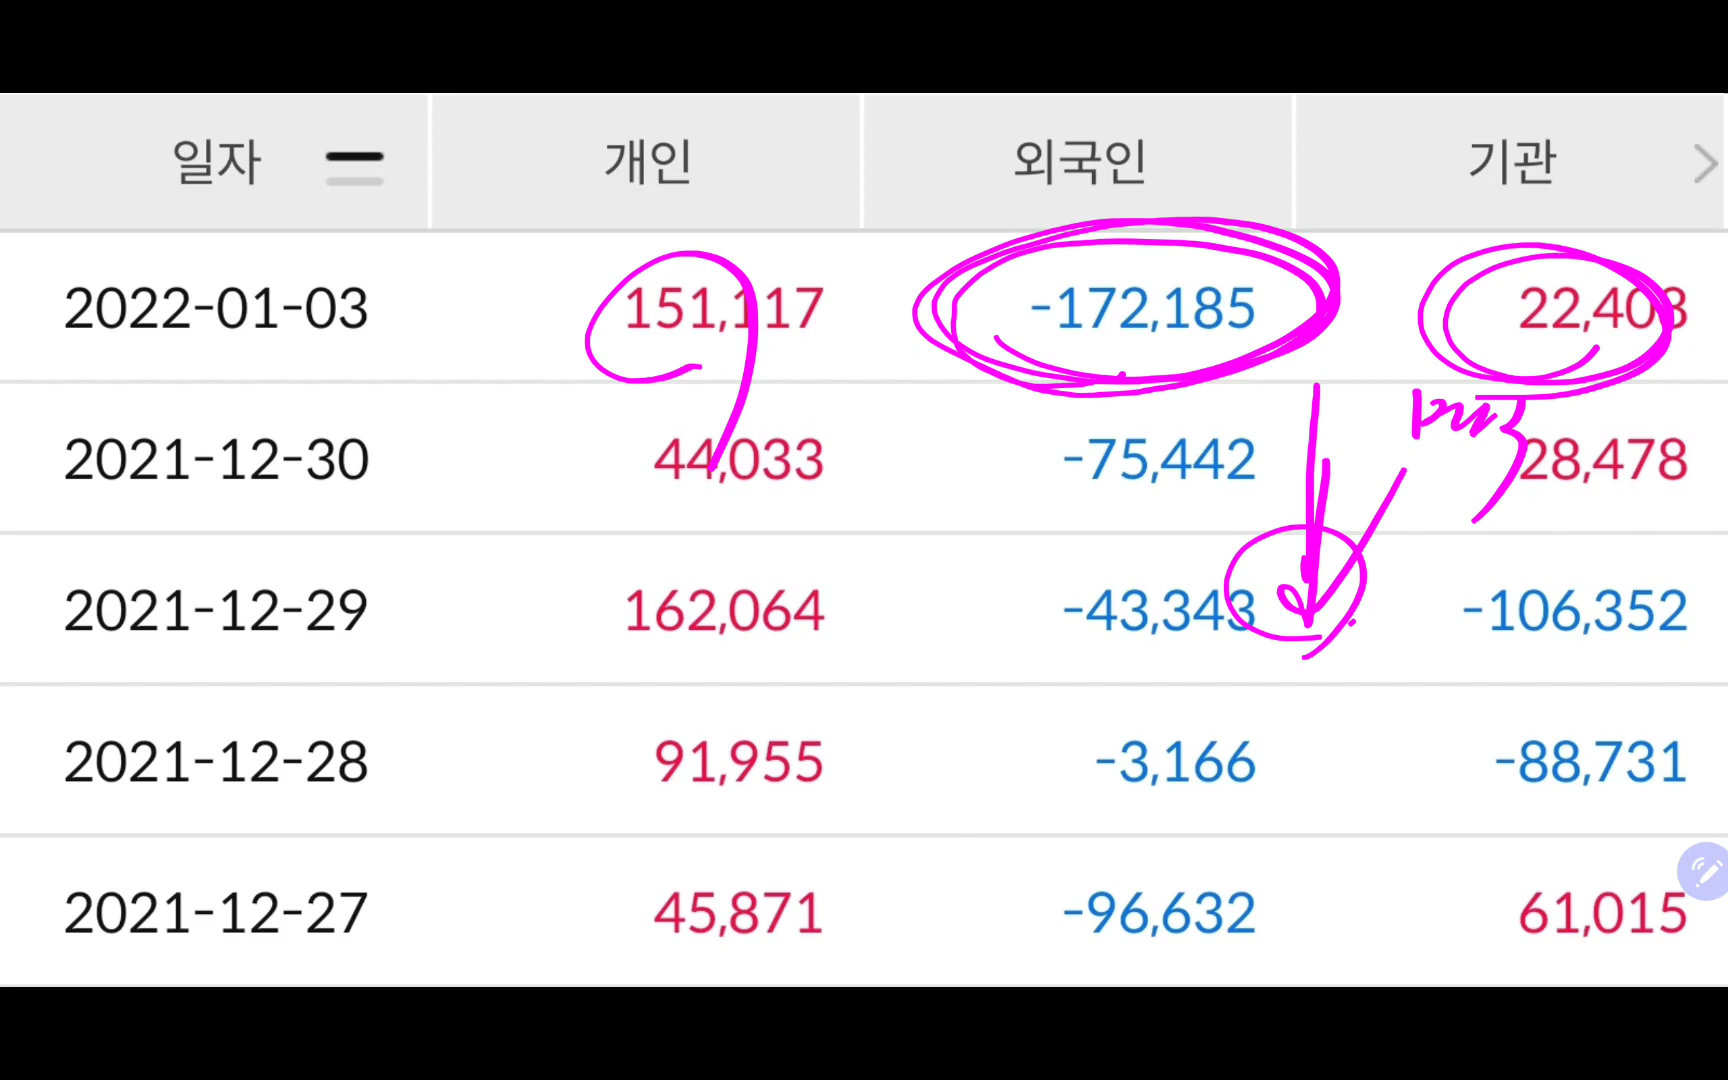 일자 개인 외국인 기관
2022-01-03 151,117 -172,185 22,403
2021-12-30 44,033 -75,442 28,478
2021-12-29 162,064 -43,343 -106,352
2021-12-28 91,955 -3,166 -88,731
2021-12-27 45,871 -96,632 61,015